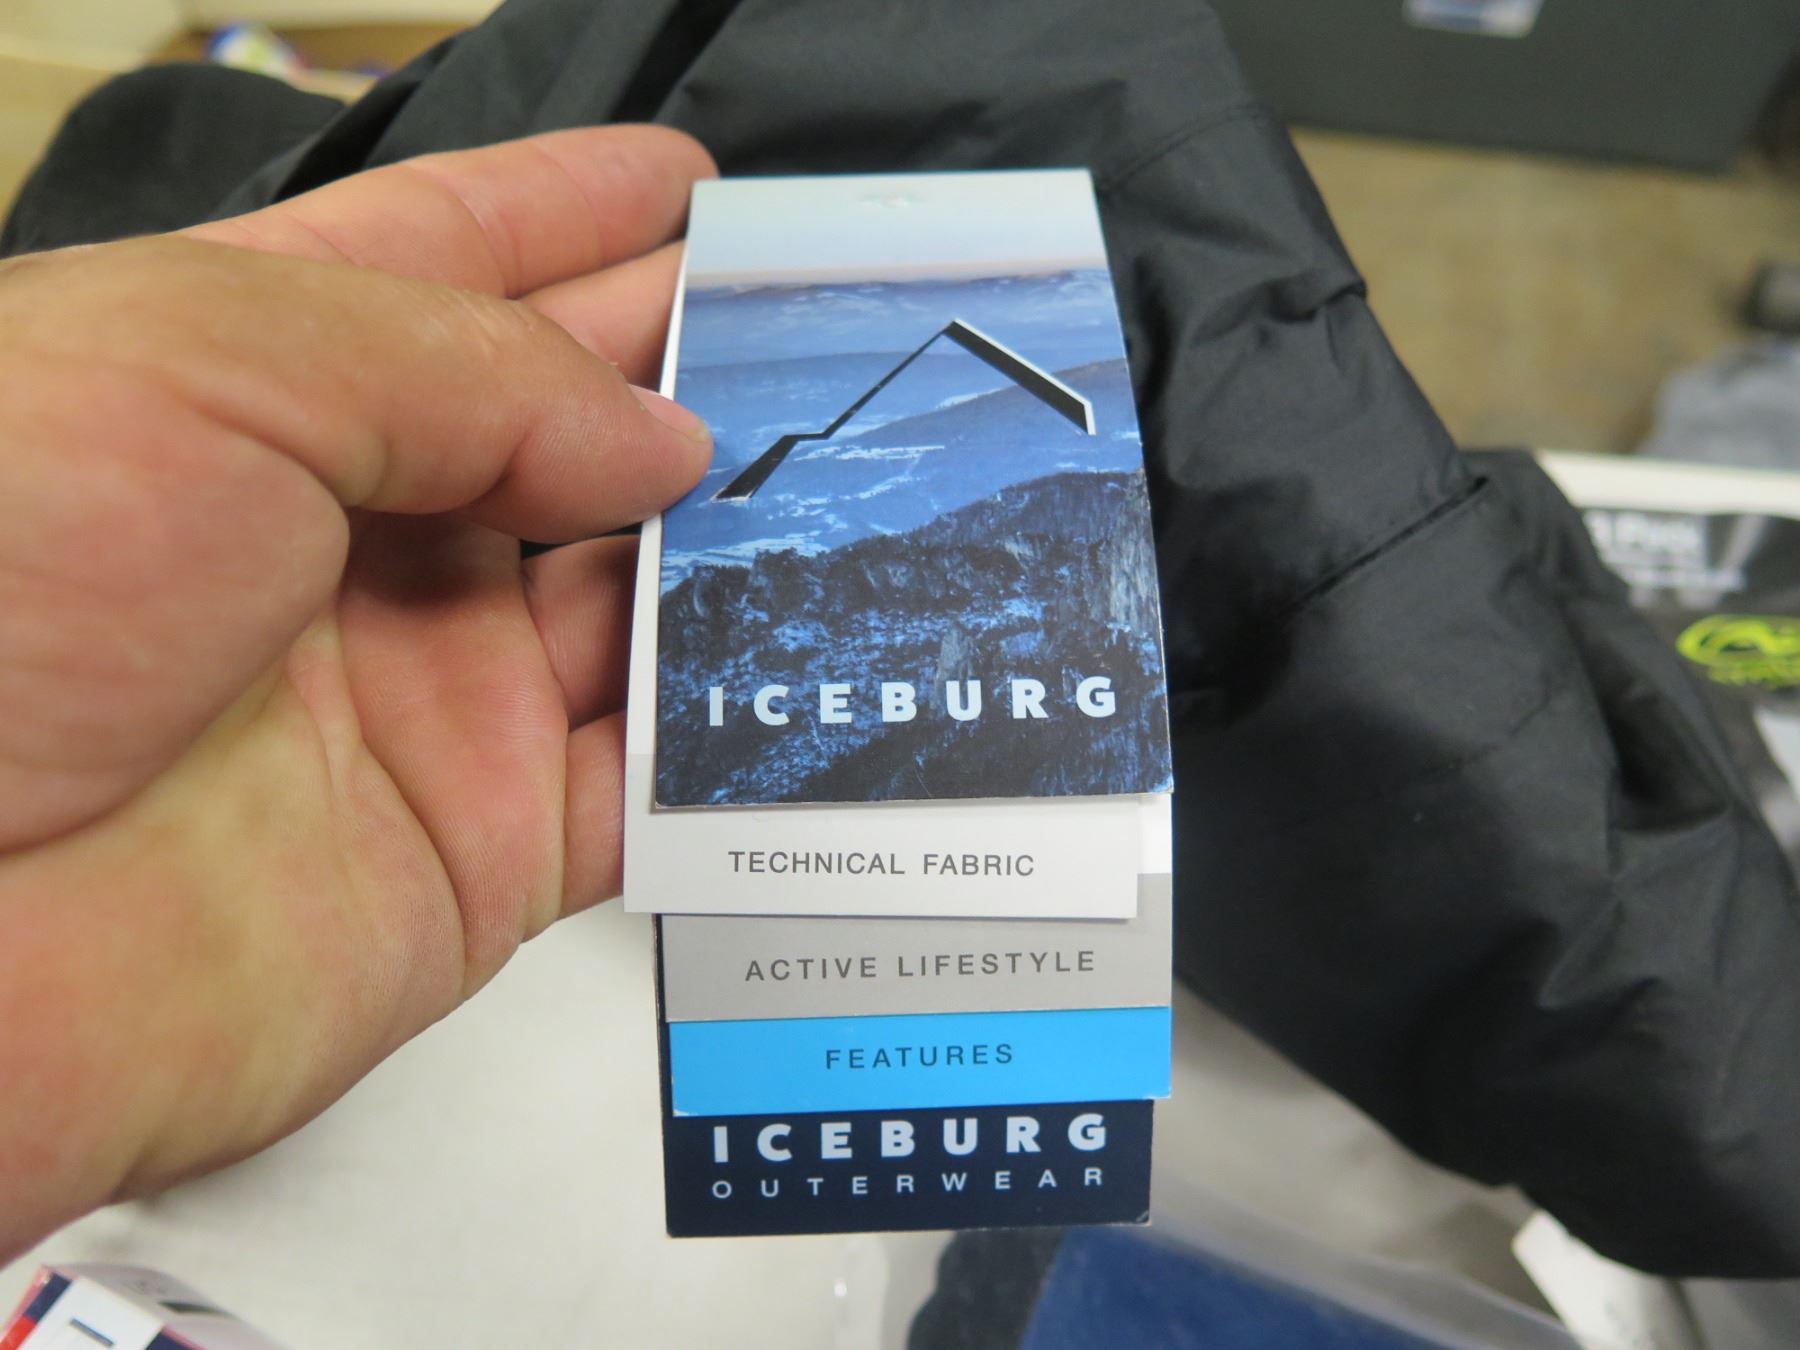 ICEBURG
TECHNICAL FABRIC
ACTIVE LIFESTYLE
FEATURES
ICEBURG
OUTERWEAR